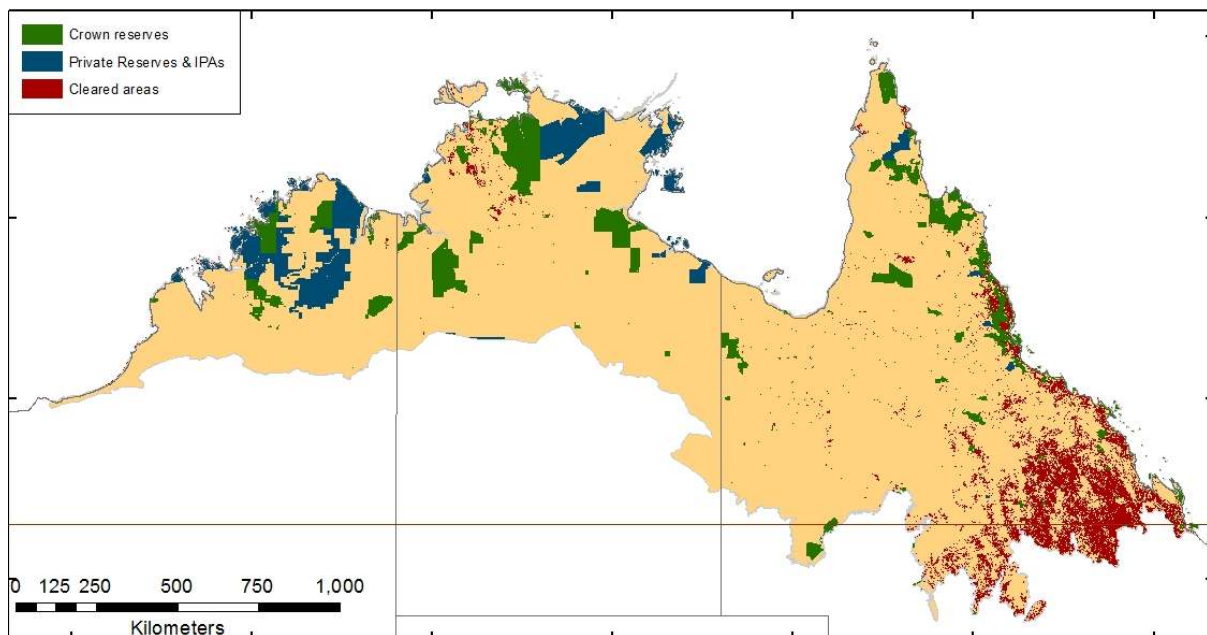 Crown reserves
Private Reserves & IPAs
Cleared areas
0 125 250 500 750 1,000
Kilometers